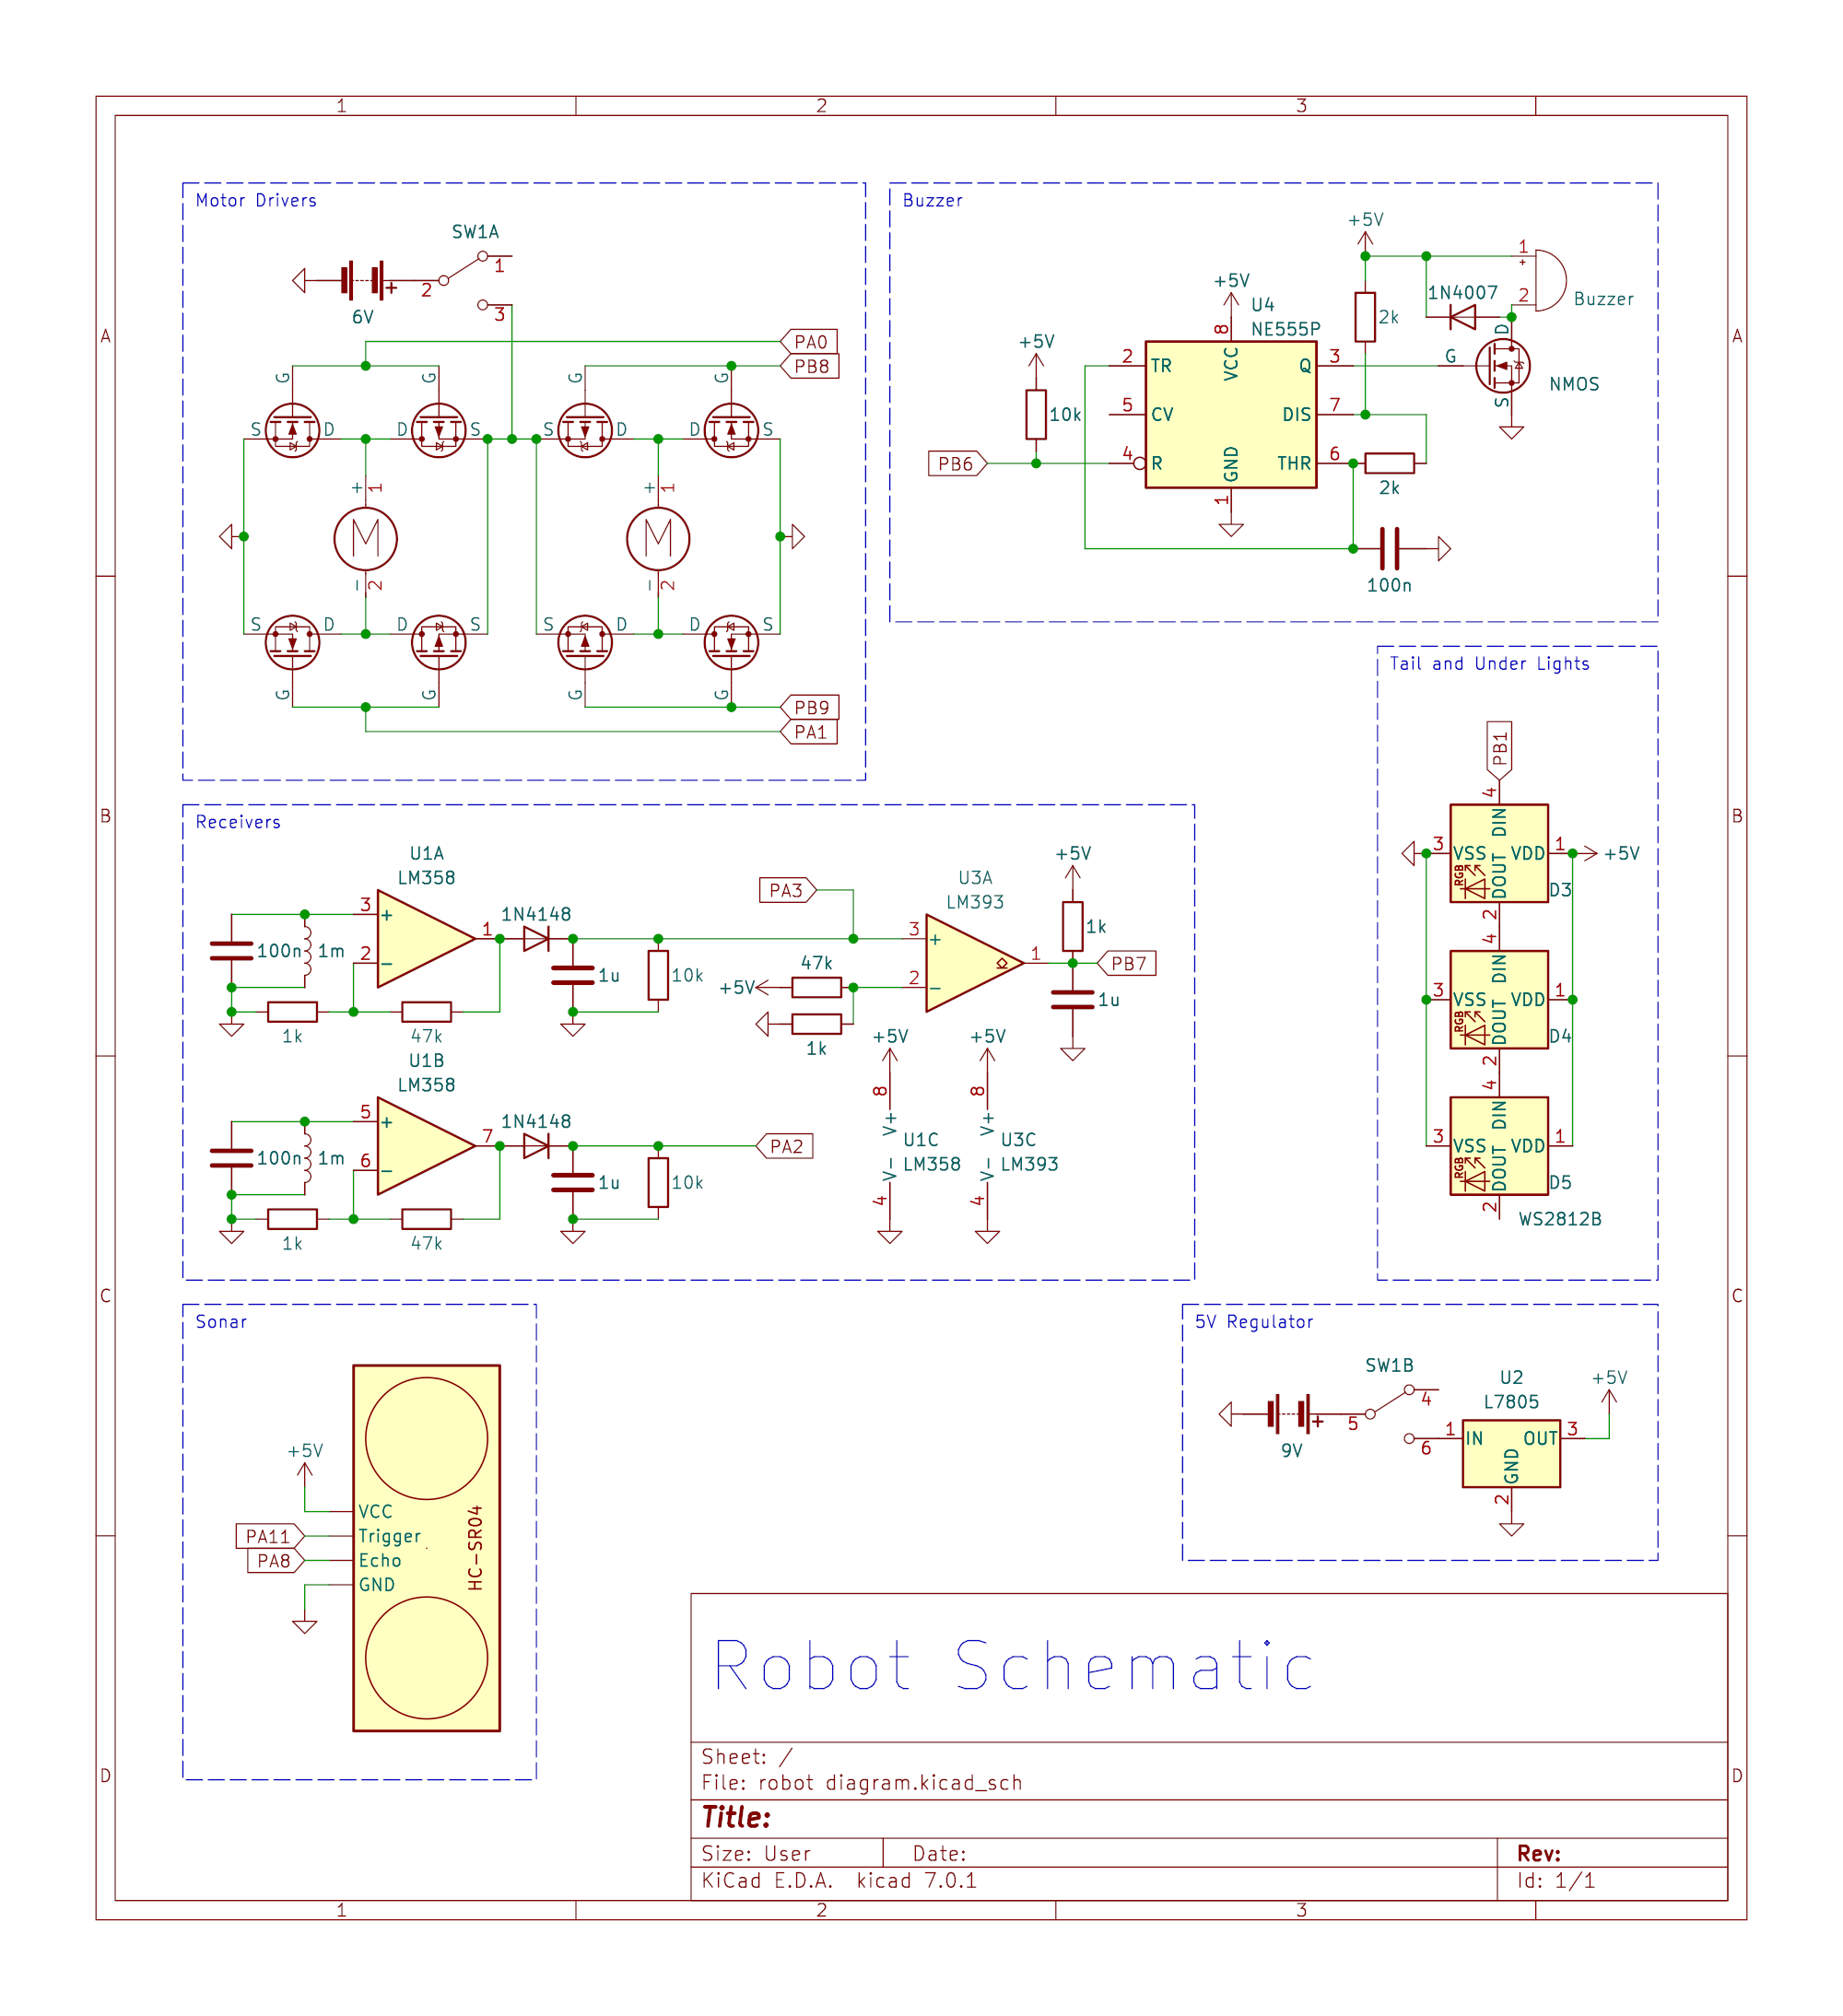 1 2 3
Motor Drivers
SW1A
1
2
3
+
6V
PA0
PB8
G G G G
S D D S S D D S
+ 1 + 1
M M
- 2 - 2
S D D S S D D S
G G G G
PB9
PA1
Buzzer
+5V
1
+
2
Buzzer
1N4007
2k
+5V
U4
NE555P
8
VCC
+5V
10k
2 TR Q 3
5 CV DIS 7
4 R THR 6
GND
1
PB6
G
D
S
NMOS
2k
100n
A A
Tail and Under Lights
PB1
4
DIN
3 VSS VDD 1
+5V
RGB
DOUT
D3
2
4
DIN
3 VSS VDD 1
RGB
DOUT
D4
2
4
DIN
3 VSS VDD 1
RGB
DOUT
D5
2
WS2812B
B B
Receivers
U1A
LM358
3 +
2 -
1
1N4148
100n 1m
1k
47k
1u
10k
PA3
+5V
47k
1k
U3A
LM393
3 +
2 -
1
+5V
1k
PB7
1u
U1B
LM358
5 +
6 -
7
1N4148
100n 1m
1k
47k
1u
10k
PA2
+5V
8
V+
U1C
LM358
V-
4
+5V
8
V+
U3C
LM393
V-
4
C C
Sonar
+5V
VCC
PA11 Trigger
PA8 Echo
GND
HC-SR04
5V Regulator
SW1B
4
5
6
+
9V
U2
L7805
1 IN OUT 3
GND
2
+5V
D D
Robot Schematic
Sheet: /
File: robot diagram.kicad_sch
Title:
Size: User Date: Rev:
KiCad E.D.A. kicad 7.0.1 Id: 1/1
1 2 3